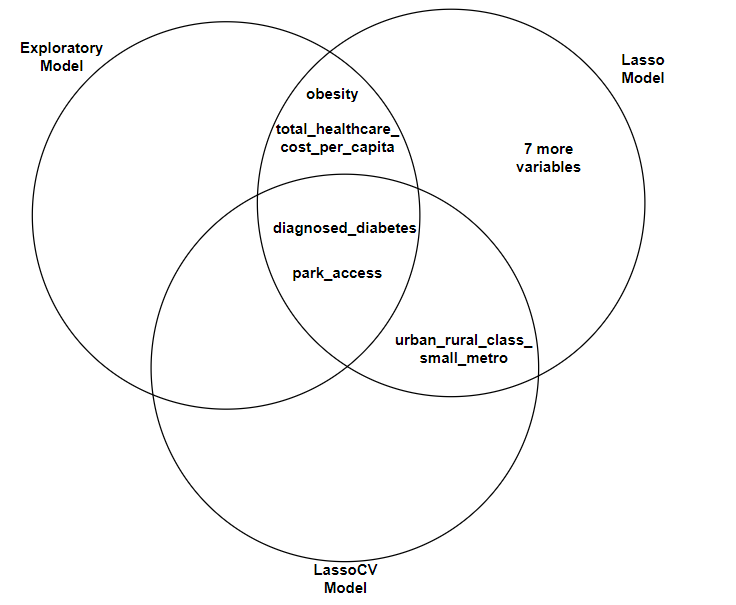 Exploratory
Model
Lasso
Model
obesity
total_healthcare_
cost_per_capita
7 more
variables
diagnosed_diabetes
park_access
urban_rural_class_
small_metro
LassoCV
Model